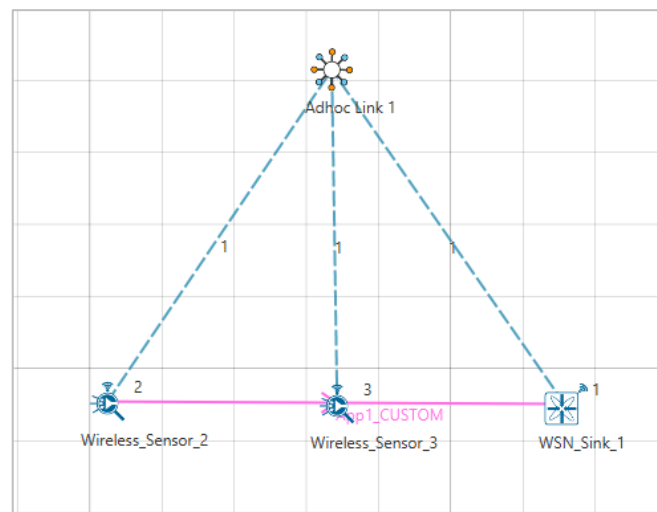 Adhoc Link 1
1
1
1
2
3
1
App1_CUSTOM
Wireless_Sensor_2
Wireless_Sensor_3
WSN_Sink_1